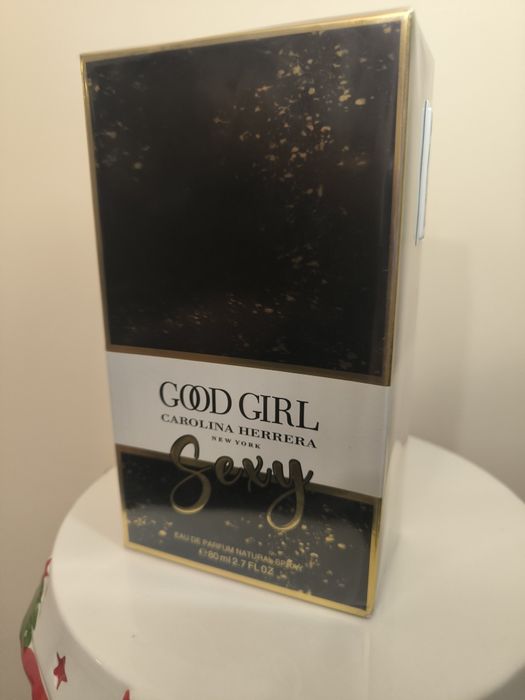 GOOD GIRL
CAROLINA HERRERA
NEW YORK
Sexy
EAU DE PARFUM NATURAL SPRAY
℮ 80 ml 2.7 FL OZ